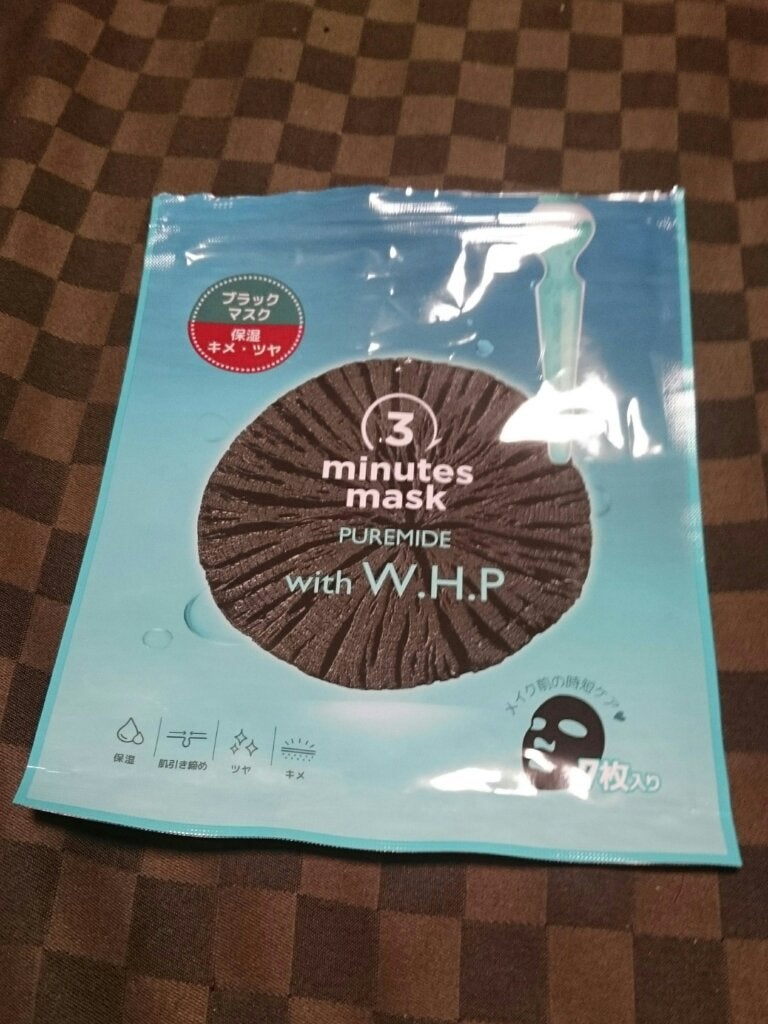 ブラック
マスク
保湿
キメ・ツヤ
3
minutes
mask
PUREMIDE
with W.H.P
メイク肌の時短ケア♥
7枚入り
保湿
肌引き締め
ツヤ
キメ